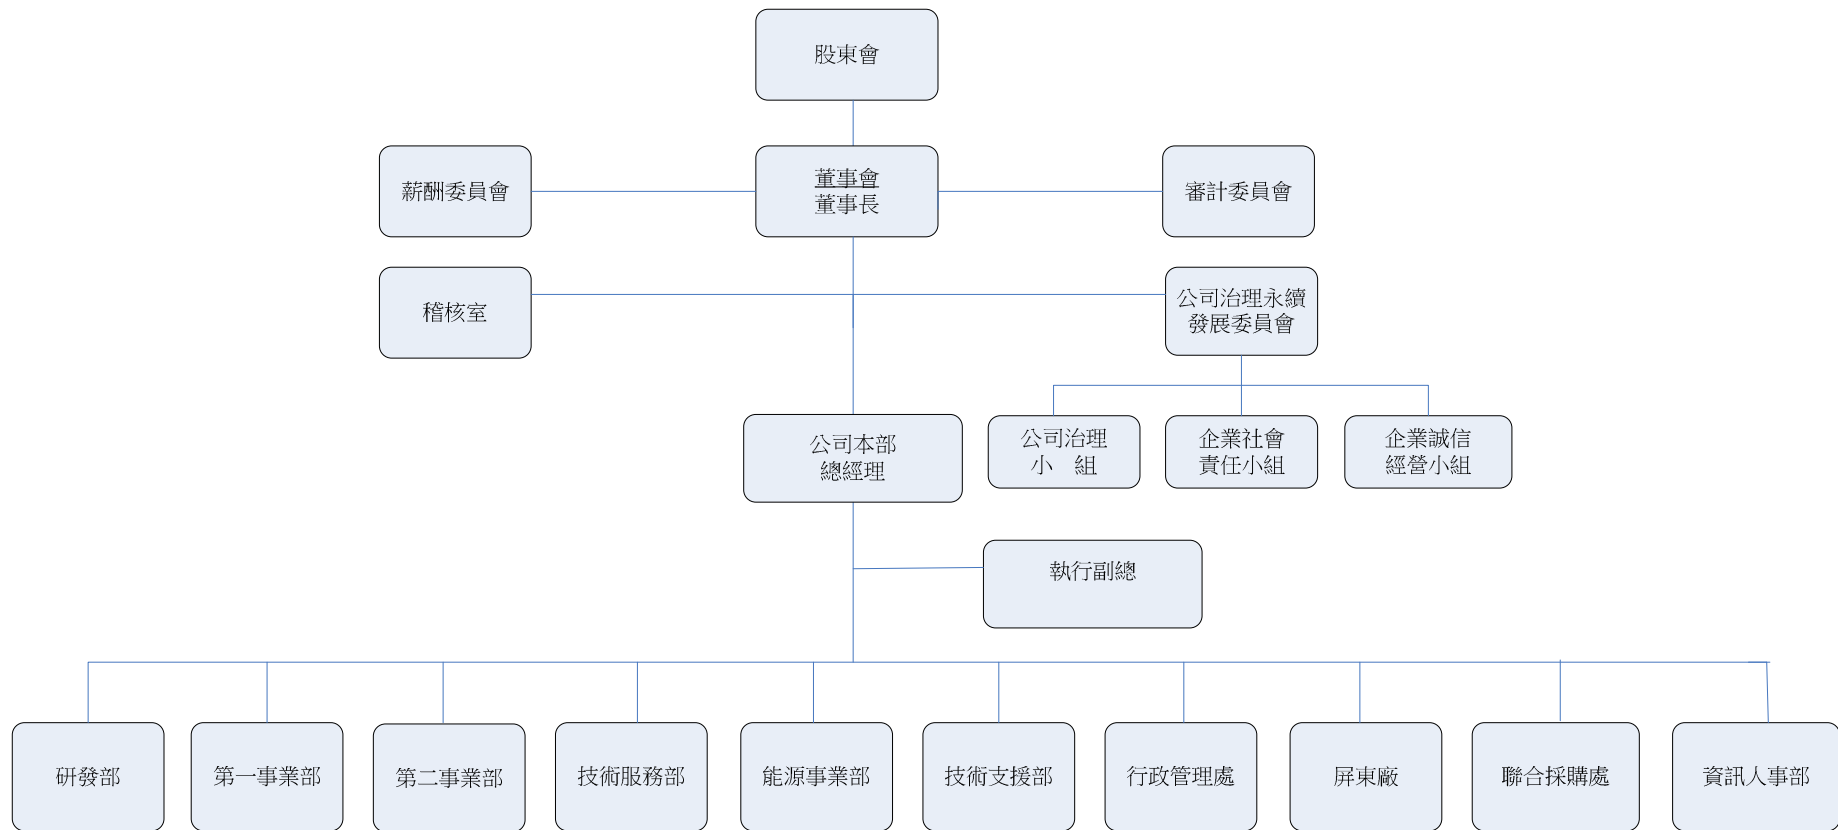 股東會
薪酬委員會
董事會
董事長
審計委員會
稽核室
公司治理永續
發展委員會
公司本部
總經理
公司治理
小　組
企業社會
責任小組
企業誠信
經營小組
執行副總
研發部
第一事業部
第二事業部
技術服務部
能源事業部
技術支援部
行政管理處
屏東廠
聯合採購處
資訊人事部